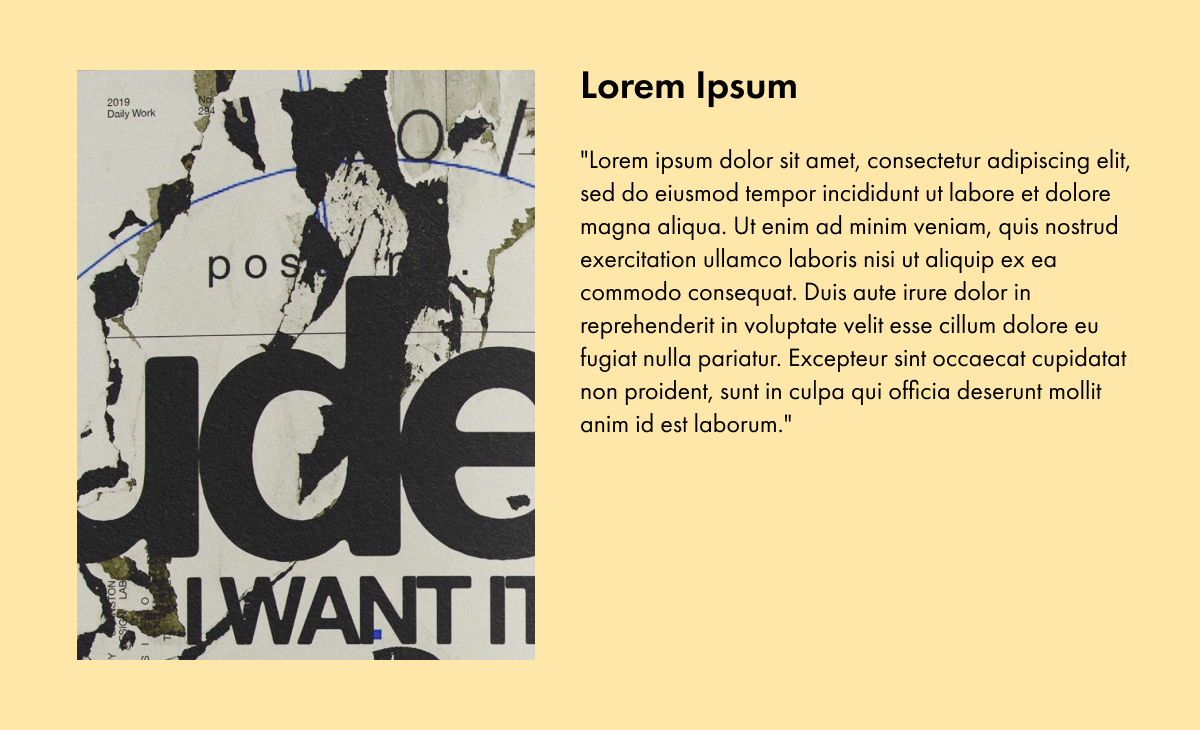 2019
Daily Work
No.
294
O
pos
ude
I WANT IT
Lorem Ipsum
"Lorem ipsum dolor sit amet, consectetur adipiscing elit,
sed do eiusmod tempor incididunt ut labore et dolore
magna aliqua. Ut enim ad minim veniam, quis nostrud
exercitation ullamco laboris nisi ut aliquip ex ea
commodo consequat. Duis aute irure dolor in
reprehenderit in voluptate velit esse cillum dolore eu
fugiat nulla pariatur. Excepteur sint occaecat cupidatat
non proident, sunt in culpa qui officia deserunt mollit
anim id est laborum."